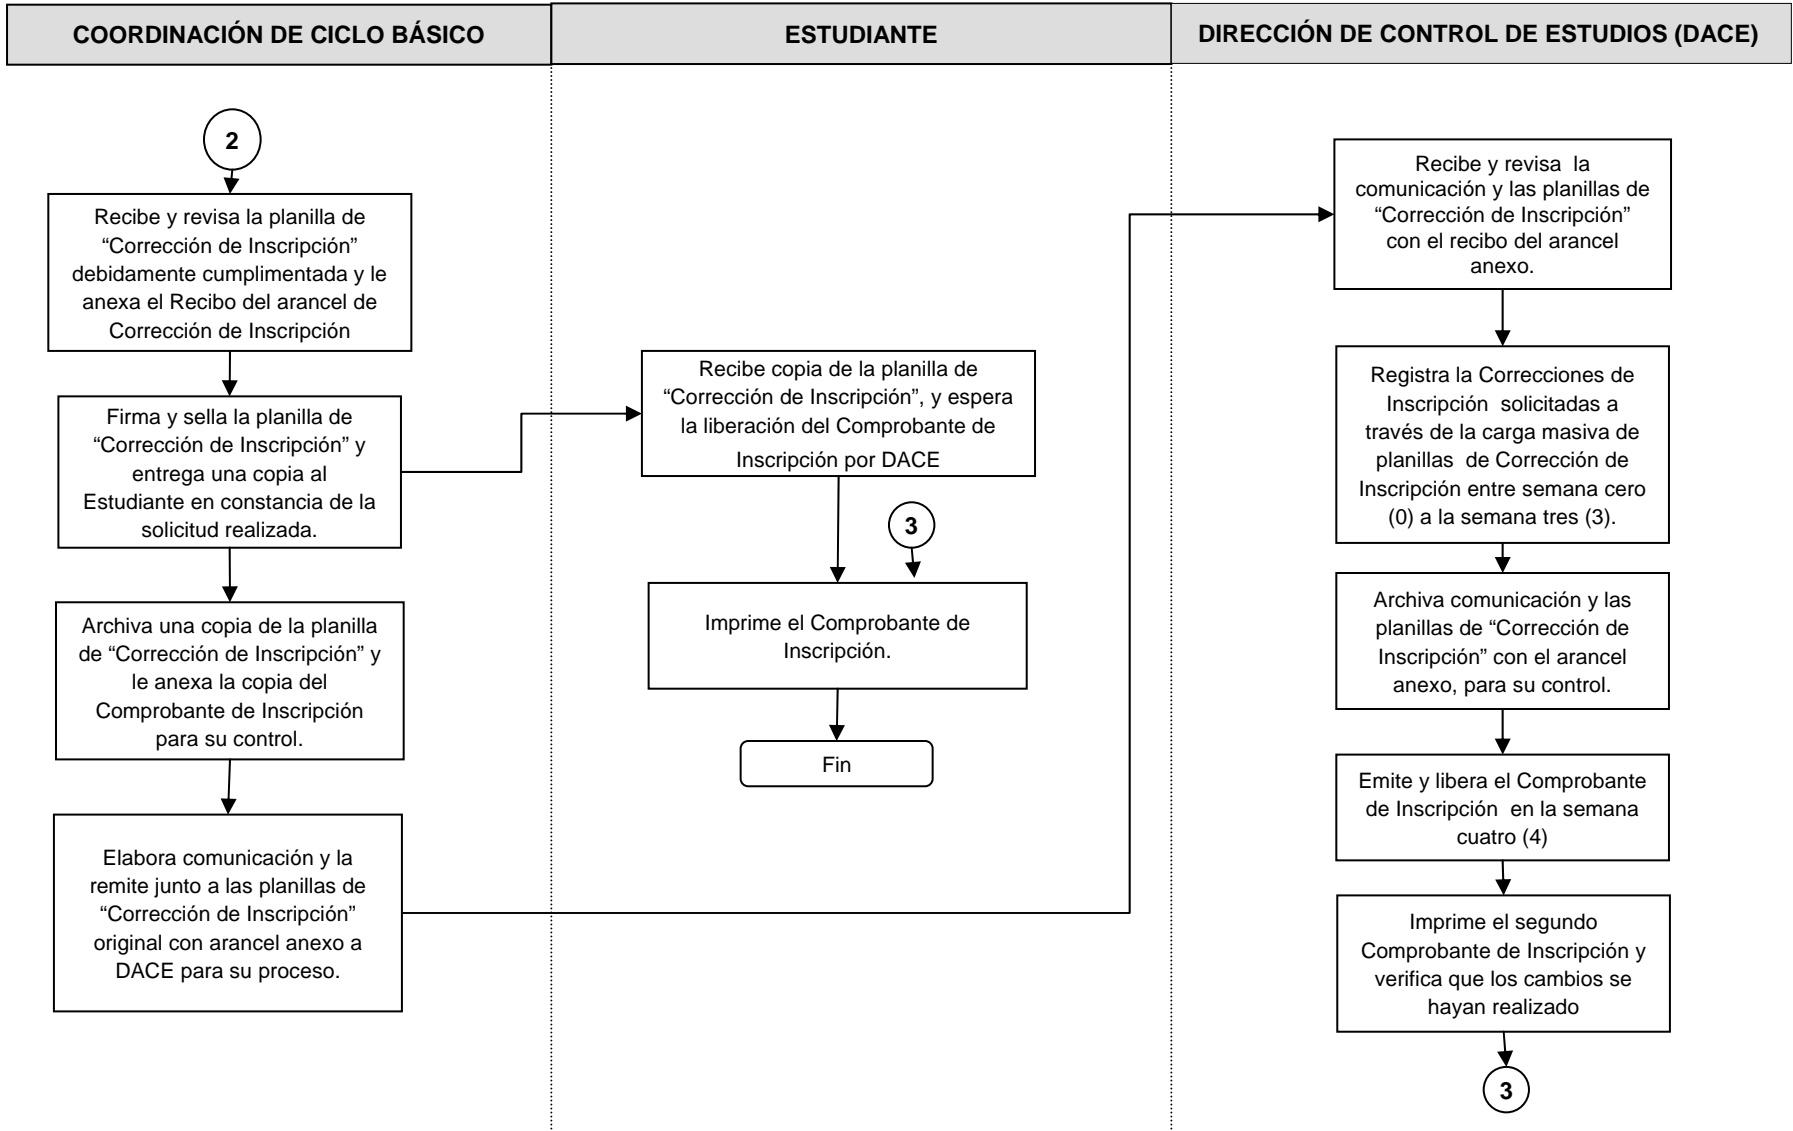 COORDINACIÓN DE CICLO BÁSICO
ESTUDIANTE
DIRECCIÓN DE CONTROL DE ESTUDIOS (DACE)
2
Recibe y revisa la planilla de
“Corrección de Inscripción”
debidamente cumplimentada y le
anexa el Recibo del arancel de
Corrección de Inscripción
Firma y sella la planilla de
“Corrección de Inscripción” y
entrega una copia al
Estudiante en constancia de la
solicitud realizada.
Archiva una copia de la planilla
de “Corrección de Inscripción” y
le anexa la copia del
Comprobante de Inscripción
para su control.
Elabora comunicación y la
remite junto a las planillas de
“Corrección de Inscripción”
original con arancel anexo a
DACE para su proceso.
Recibe copia de la planilla de
“Corrección de Inscripción”, y espera
la liberación del Comprobante de
Inscripción por DACE
3
Imprime el Comprobante de
Inscripción.
Fin
Recibe y revisa  la
comunicación y las planillas de
“Corrección de Inscripción”
con el recibo del arancel
anexo.
Registra la Correcciones de
Inscripción  solicitadas a
través de la carga masiva de
planillas  de Corrección de
Inscripción entre semana cero
(0) a la semana tres (3).
Archiva comunicación y las
planillas de “Corrección de
Inscripción” con el arancel
anexo, para su control.
Emite y libera el Comprobante
de Inscripción  en la semana
cuatro (4)
Imprime el segundo
Comprobante de Inscripción y
verifica que los cambios se
hayan realizado
3